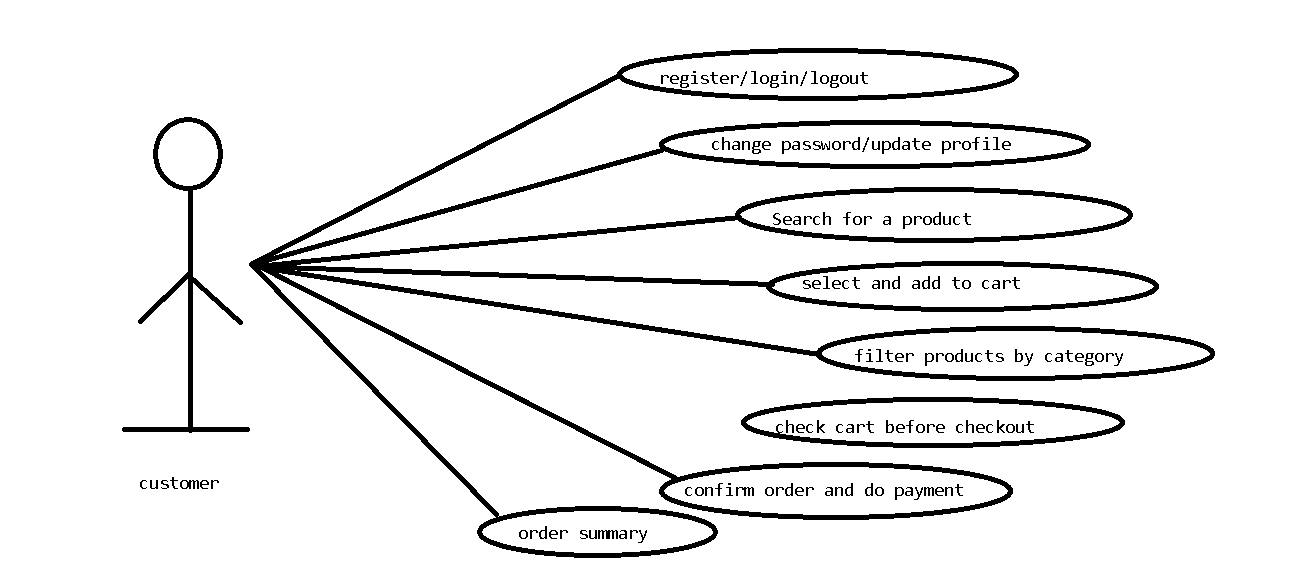 register/login/logout
change password/update profile
Search for a product
select and add to cart
filter products by category
check cart before checkout
confirm order and do payment
customer
order summary